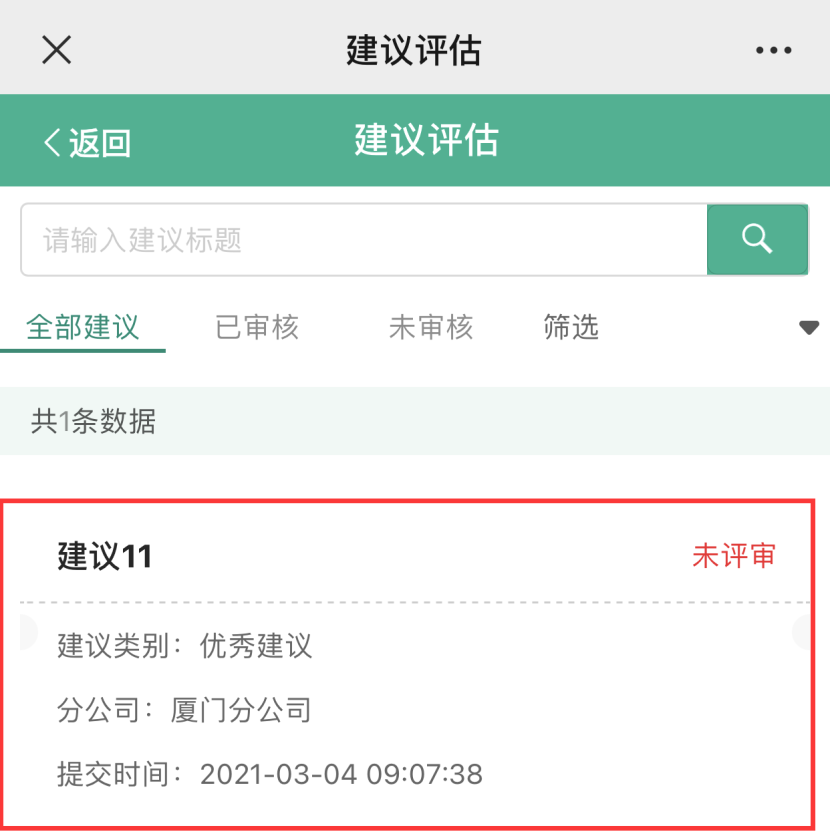 建议评估
返回 建议评估
请输入建议标题
全部建议 已审核 未审核 筛选
共1条数据
建议11 未评审
建议类别：优秀建议
分公司：厦门分公司
提交时间：2021-03-04 09:07:38